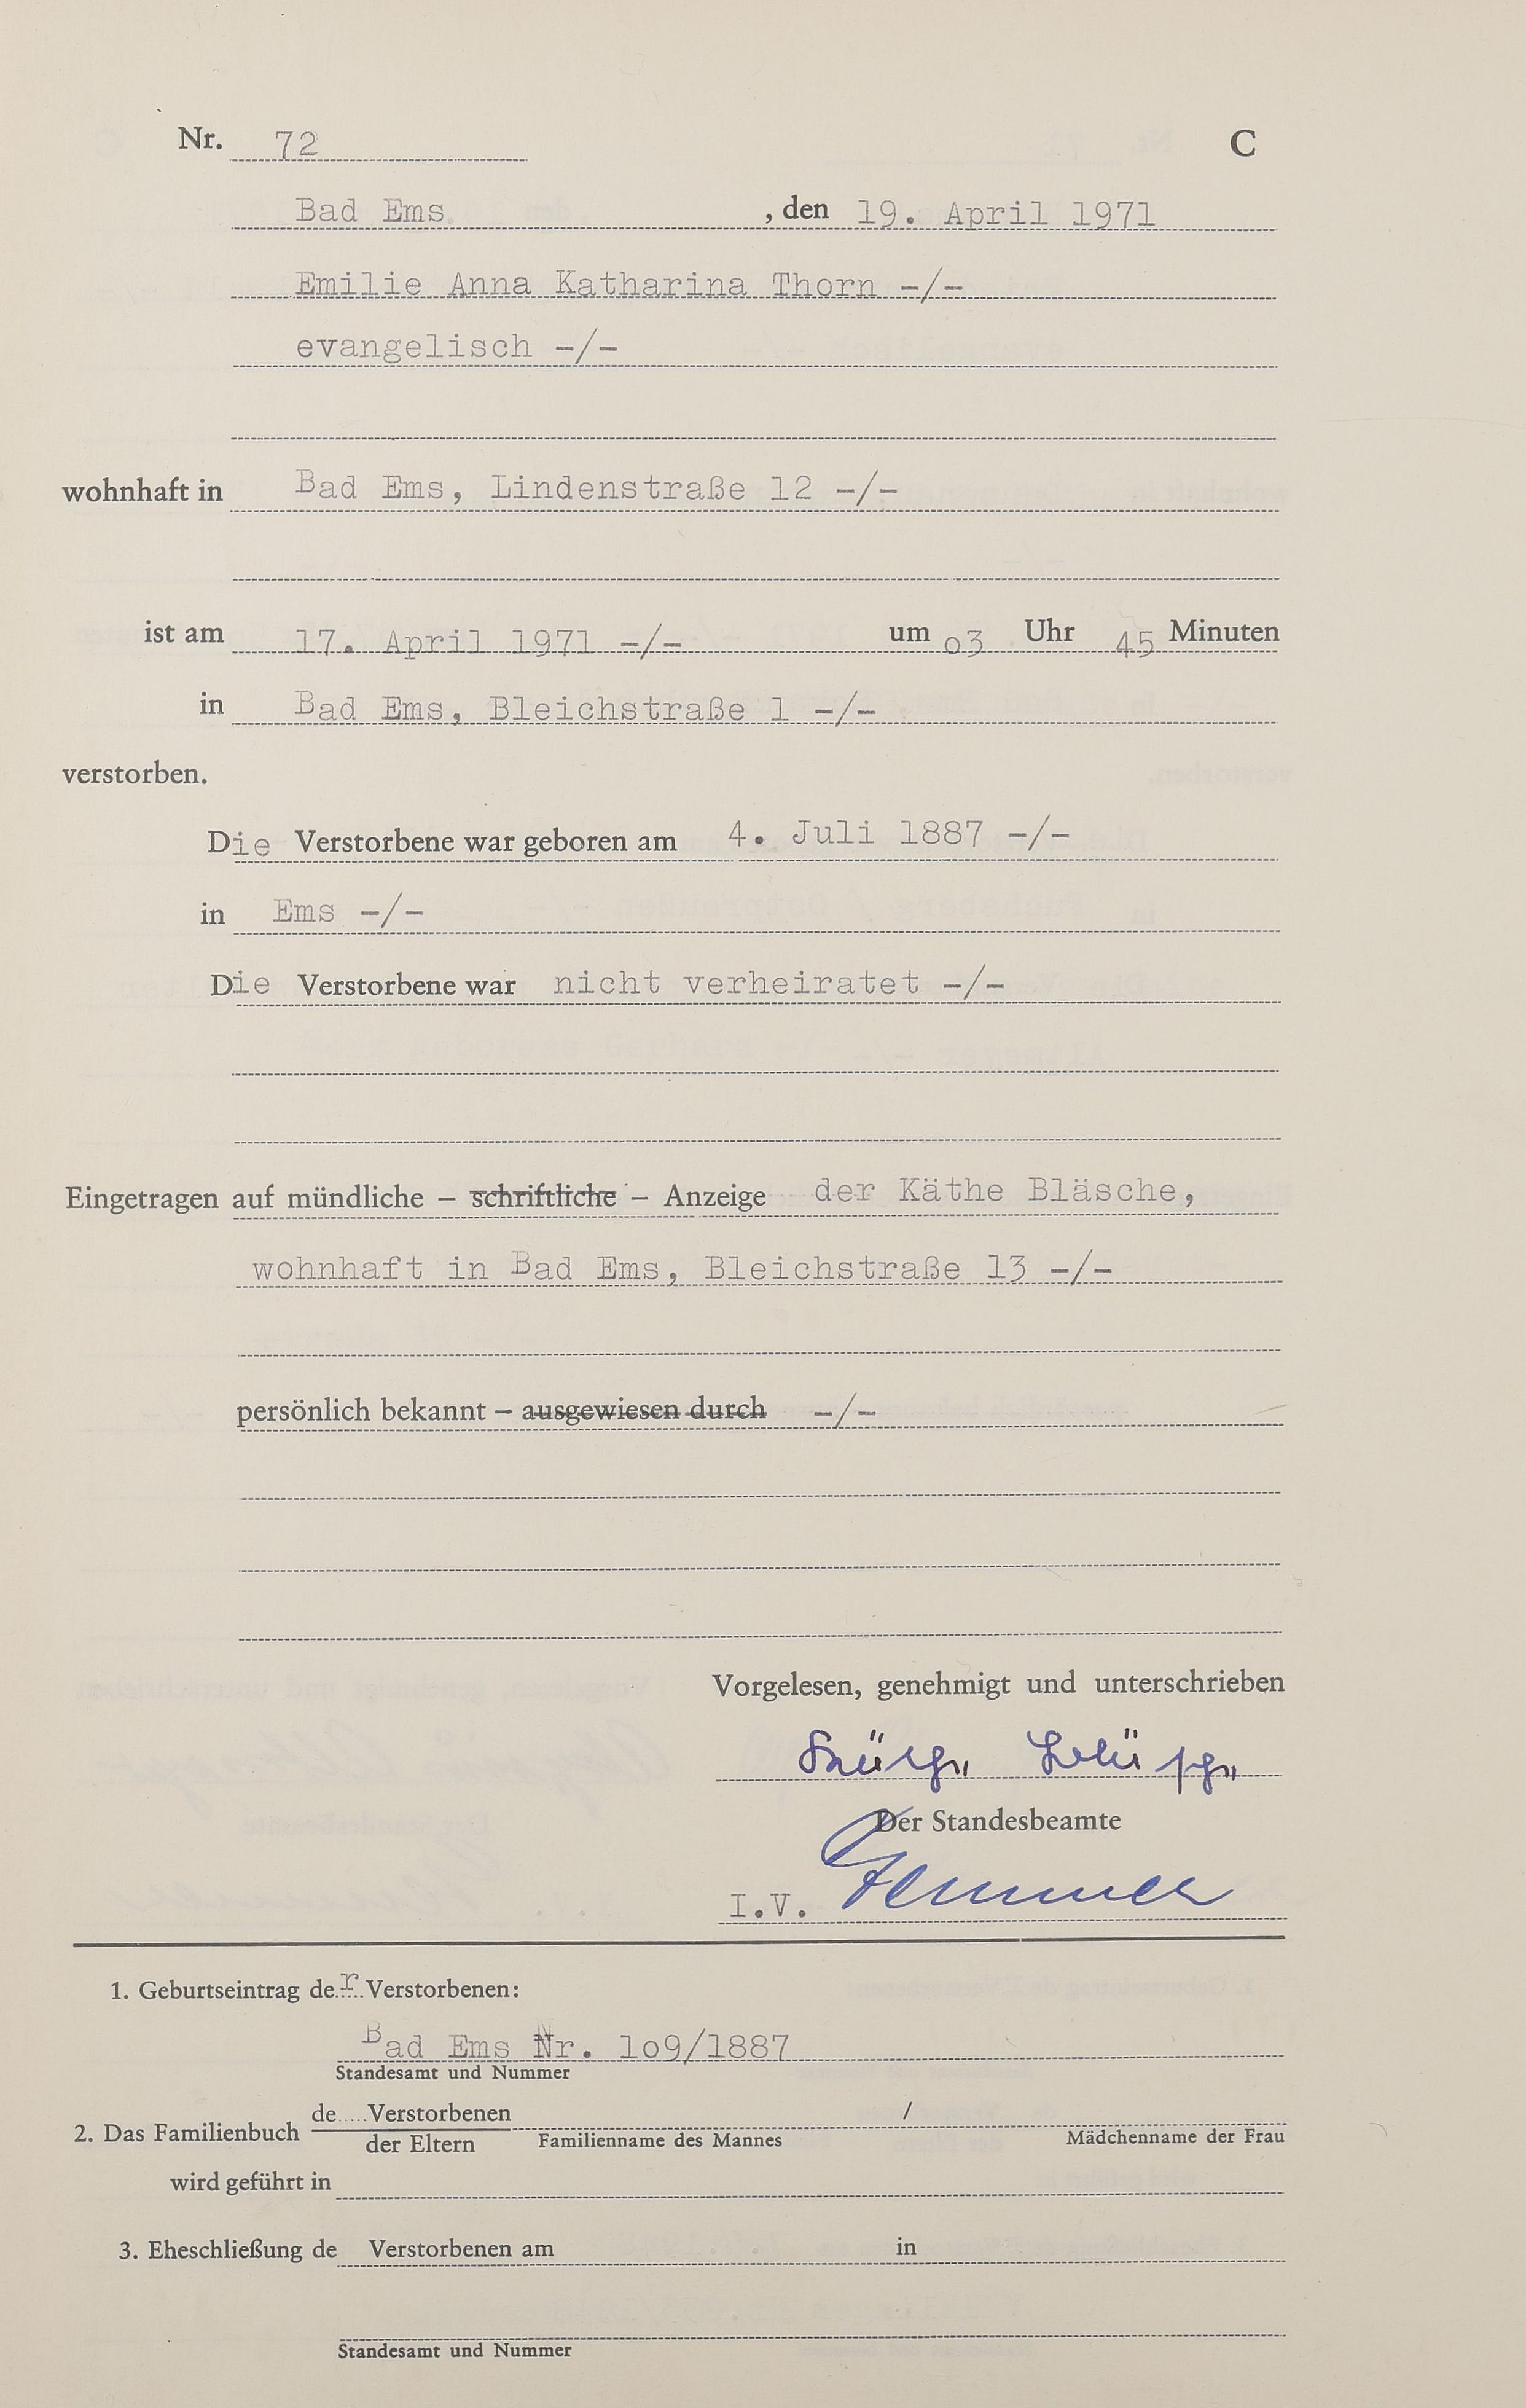 Nr. 72 C
Bad Ems, den 19. April 1971
Emilie Anna Katharina Thorn -/-
evangelisch -/-
wohnhaft in Bad Ems, Lindenstraße 12 -/-
ist am 17. April 1971 -/- um 03 Uhr 45 Minuten
in Bad Ems, Bleichstraße 1 -/-
verstorben.
Die Verstorbene war geboren am 4. Juli 1887 -/-
in Ems -/-
Die Verstorbene war nicht verheiratet -/-
Eingetragen auf mündliche – schriftliche – Anzeige der Käthe Bläsche,
wohnhaft in Bad Ems, Bleichstraße 13 -/-
persönlich bekannt – ausgewiesen durch -/-
Vorgelesen, genehmigt und unterschrieben
Käthe Bläsche
Der Standesbeamte
I.V.
1. Geburtseintrag der Verstorbenen:
Bad Ems Nr. 109/1887
Standesamt und Nummer
2. Das Familienbuch de Verstorbenen /
der Eltern Familienname des Mannes Mädchenname der Frau
wird geführt in
3. Eheschließung de Verstorbenen am in
Standesamt und Nummer